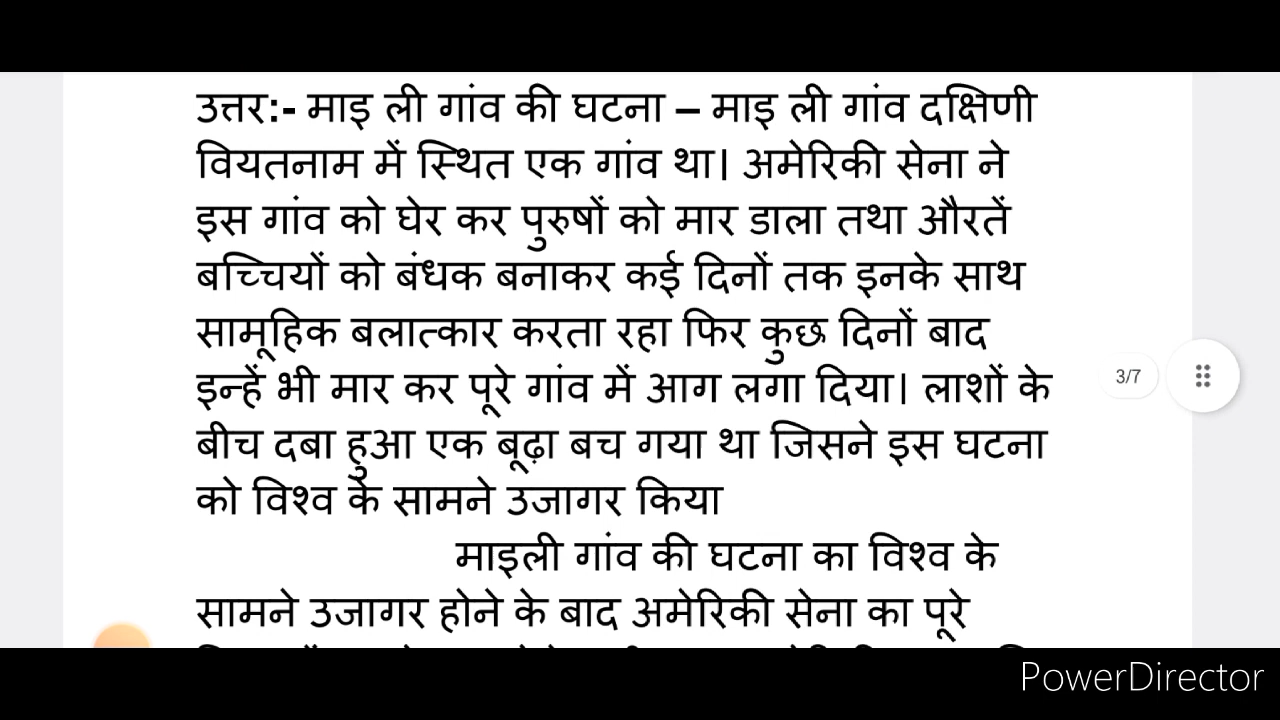 उत्तर:- माइ ली गांव की घटना – माइ ली गांव दक्षिणी
वियतनाम में स्थित एक गांव था। अमेरिकी सेना ने
इस गांव को घेर कर पुरुषों को मार डाला तथा औरतें
बच्चियों को बंधक बनाकर कई दिनों तक इनके साथ
सामूहिक बलात्कार करता रहा फिर कुछ दिनों बाद
इन्हें भी मार कर पूरे गांव में आग लगा दिया। लाशों के
बीच दबा हुआ एक बूढ़ा बच गया था जिसने इस घटना
को विश्व के सामने उजागर किया
माइली गांव की घटना का विश्व के
सामने उजागर होने के बाद अमेरिकी सेना का पूरे
3/7
PowerDirector